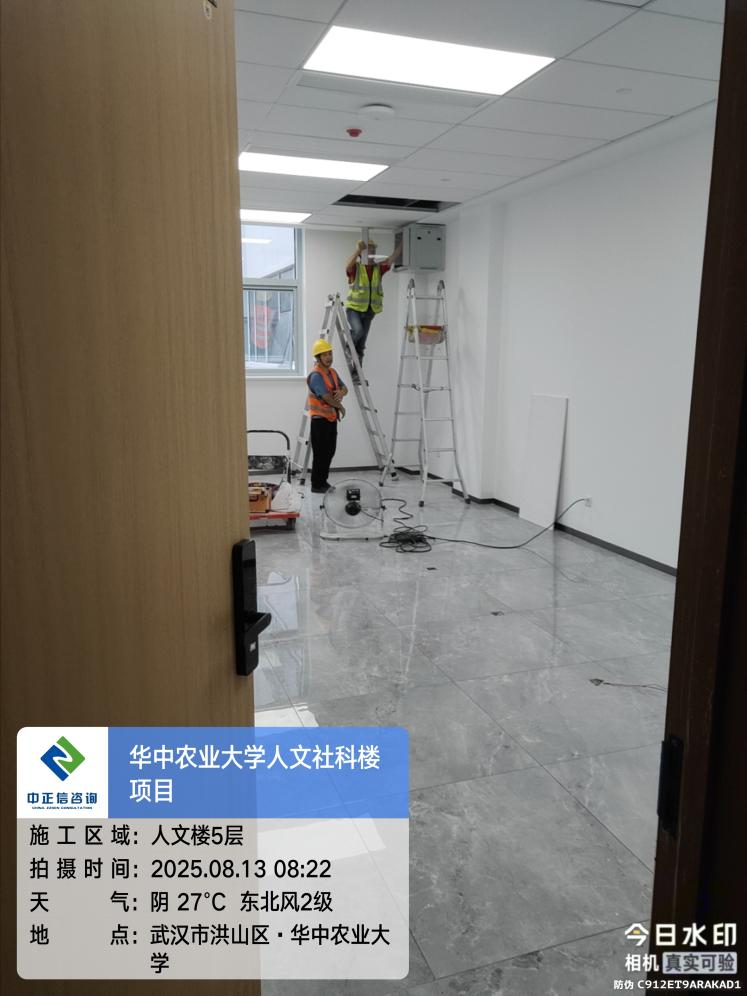 华中农业大学人文社科楼
项目
中正信咨询
施工区域：人文楼5层
拍摄时间：2025.08.13 08:22
天气：阴 27°C 东北风2级
地点：武汉市洪山区·华中农业大
学
今日水印
相机 真实可验
防伪 C912ET9ARAKAD1